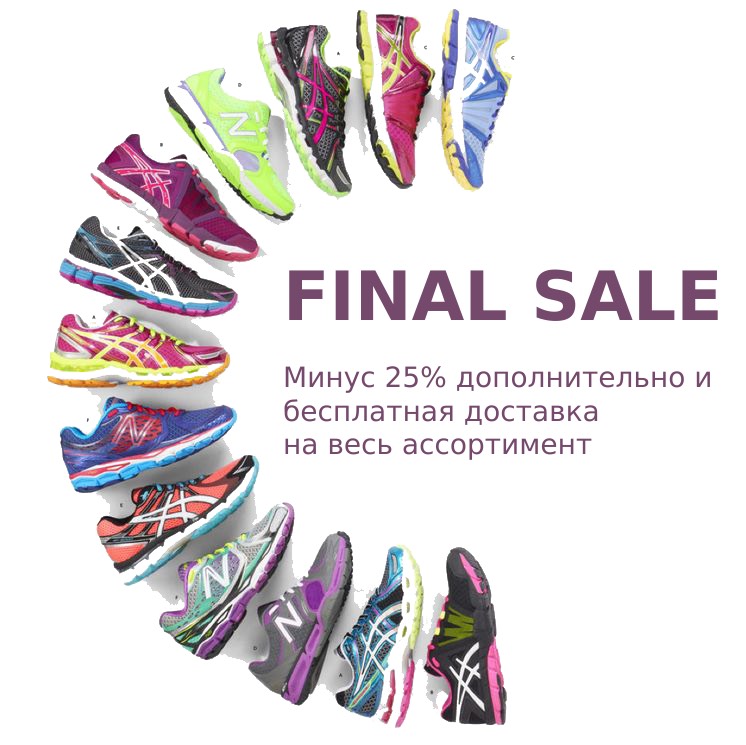 FINAL SALE
Минус 25% дополнительно и
бесплатная доставка
на весь ассортимент